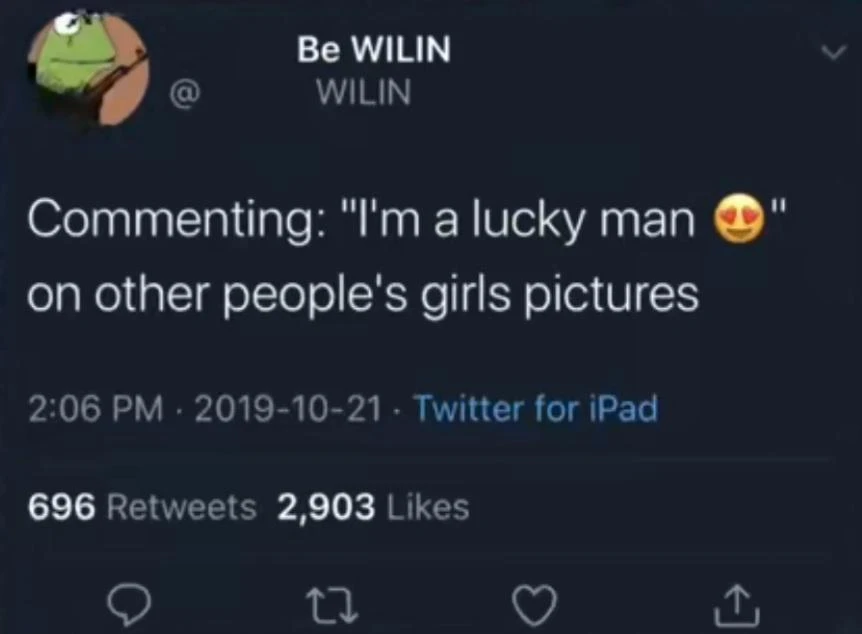 Be WILIN
@ WILIN
Commenting: "I'm a lucky man 😍"
on other people's girls pictures
2:06 PM · 2019-10-21 · Twitter for iPad
696 Retweets 2,903 Likes